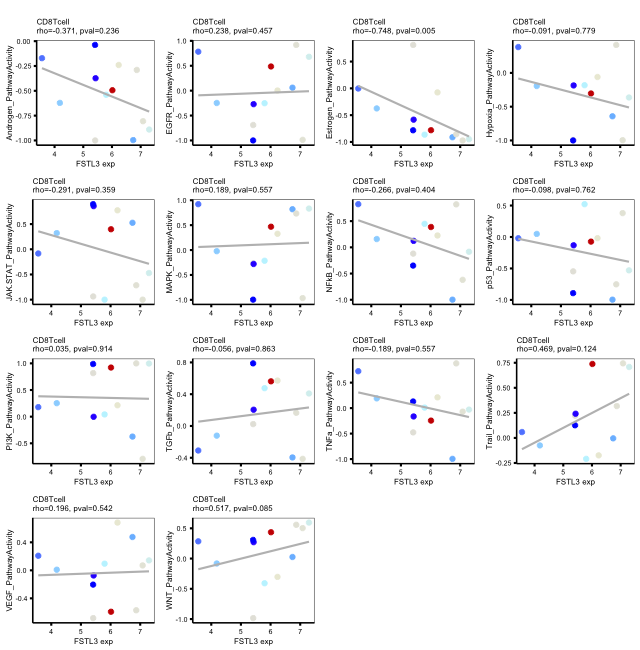 CD8Tcell
rho=-0.371, pval=0.236
Androgen_PathwayActivity
0.00
-0.25
-0.50
-0.75
-1.00
4 5 6 7
FSTL3 exp
CD8Tcell
rho=0.238, pval=0.457
EGFR_PathwayActivity
1.0
0.5
0.0
-0.5
-1.0
4 5 6 7
FSTL3 exp
CD8Tcell
rho=-0.748, pval=0.005
Estrogen_PathwayActivity
0.5
0.0
-0.5
-1.0
4 5 6 7
FSTL3 exp
CD8Tcell
rho=-0.091, pval=0.779
Hypoxia_PathwayActivity
0.0
-0.5
-1.0
4 5 6 7
FSTL3 exp
CD8Tcell
rho=-0.291, pval=0.359
JAK.STAT_PathwayActivity
0.5
0.0
-0.5
-1.0
4 5 6 7
FSTL3 exp
CD8Tcell
rho=0.189, pval=0.557
MAPK_PathwayActivity
0.5
0.0
-0.5
-1.0
4 5 6 7
FSTL3 exp
CD8Tcell
rho=-0.266, pval=0.404
NFkB_PathwayActivity
0.5
0.0
-0.5
-1.0
4 5 6 7
FSTL3 exp
CD8Tcell
rho=-0.098, pval=0.762
p53_PathwayActivity
0.5
0.0
-0.5
-1.0
4 5 6 7
FSTL3 exp
CD8Tcell
rho=0.035, pval=0.914
PI3K_PathwayActivity
1.0
0.5
0.0
-0.5
4 5 6 7
FSTL3 exp
CD8Tcell
rho=-0.056, pval=0.863
TGFb_PathwayActivity
0.8
0.4
0.0
-0.4
4 5 6 7
FSTL3 exp
CD8Tcell
rho=-0.189, pval=0.557
TNFa_PathwayActivity
0.5
0.0
-0.5
-1.0
4 5 6 7
FSTL3 exp
CD8Tcell
rho=0.469, pval=0.124
Trail_PathwayActivity
0.75
0.50
0.25
0.00
-0.25
4 5 6 7
FSTL3 exp
CD8Tcell
rho=0.196, pval=0.542
VEGF_PathwayActivity
0.4
0.0
-0.4
4 5 6 7
FSTL3 exp
CD8Tcell
rho=0.517, pval=0.085
WNT_PathwayActivity
0.5
0.0
-0.5
-1.0
4 5 6 7
FSTL3 exp